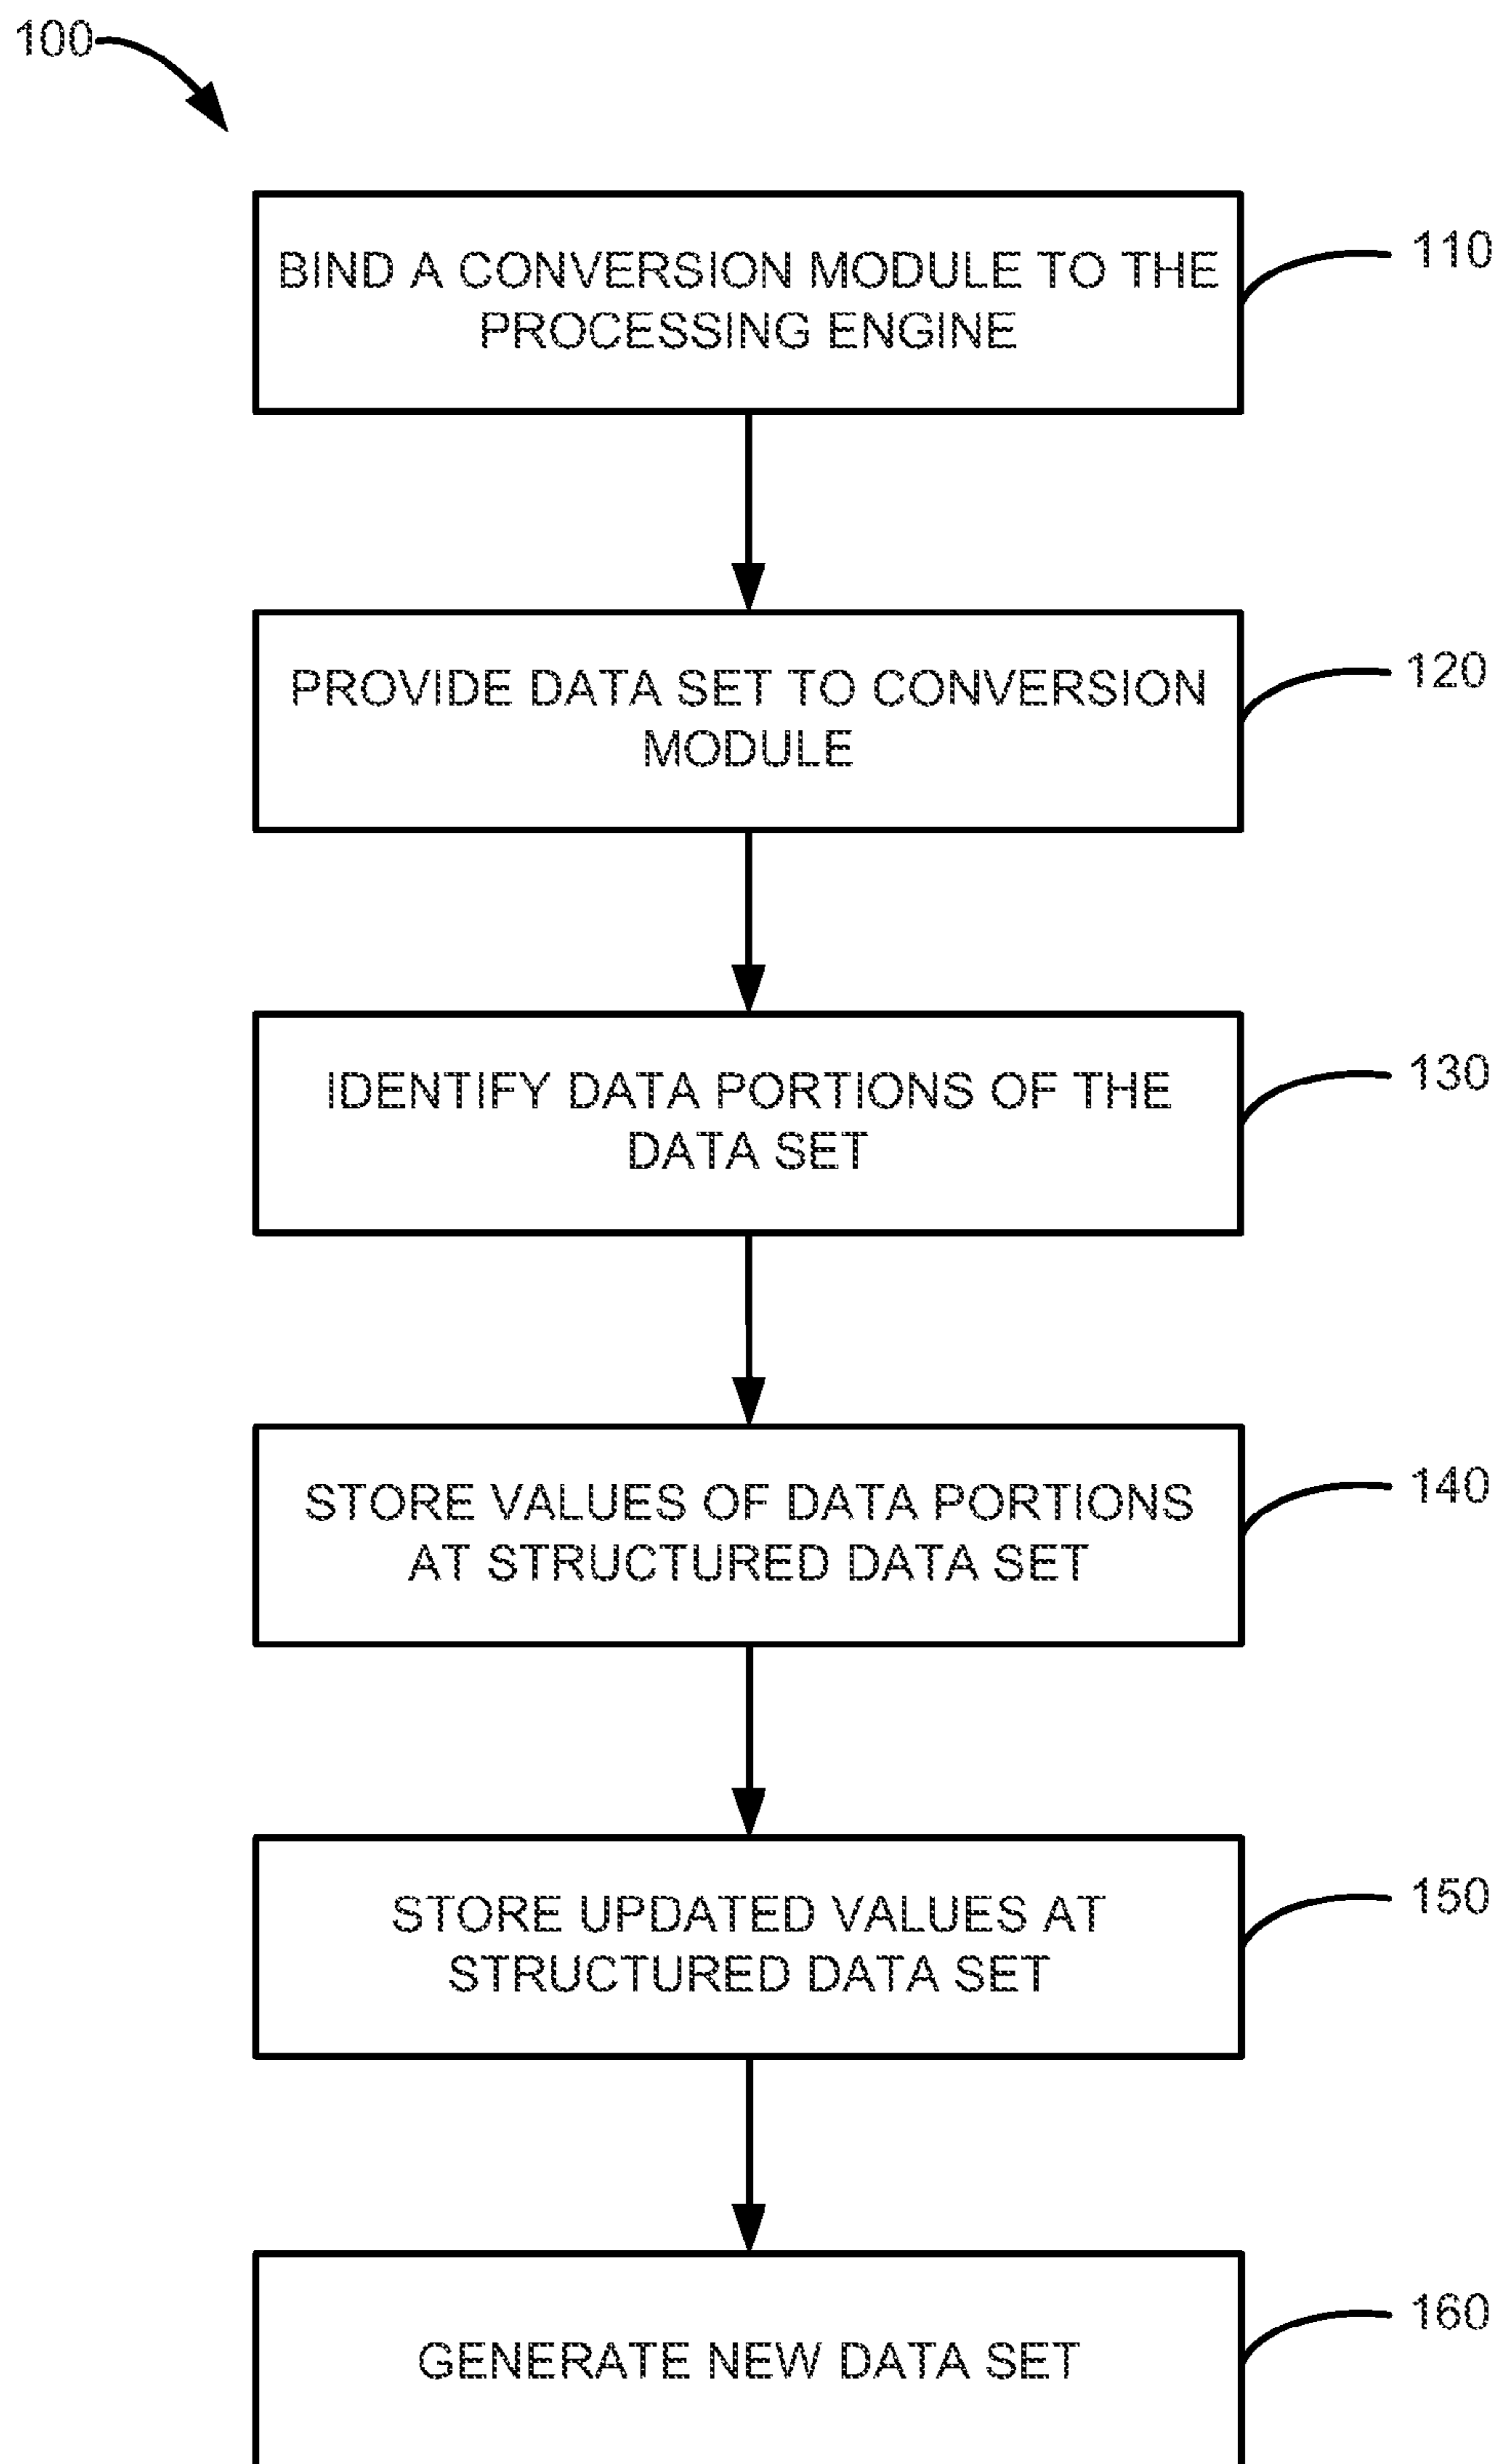 100
BIND A CONVERSION MODULE TO THE
PROCESSING ENGINE
110
PROVIDE DATA SET TO CONVERSION
MODULE
120
IDENTIFY DATA PORTIONS OF THE
DATA SET
130
STORE VALUES OF DATA PORTIONS
AT STRUCTURED DATA SET
140
STORE UPDATED VALUES AT
STRUCTURED DATA SET
150
GENERATE NEW DATA SET
160